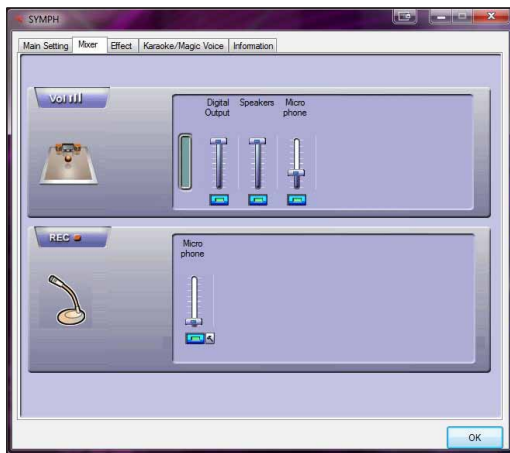 SYMPH
Main Setting Mixer Effect Karaoke/Magic Voice Information
Vol
Digital Output Speakers Micro phone
REC
Micro phone
OK